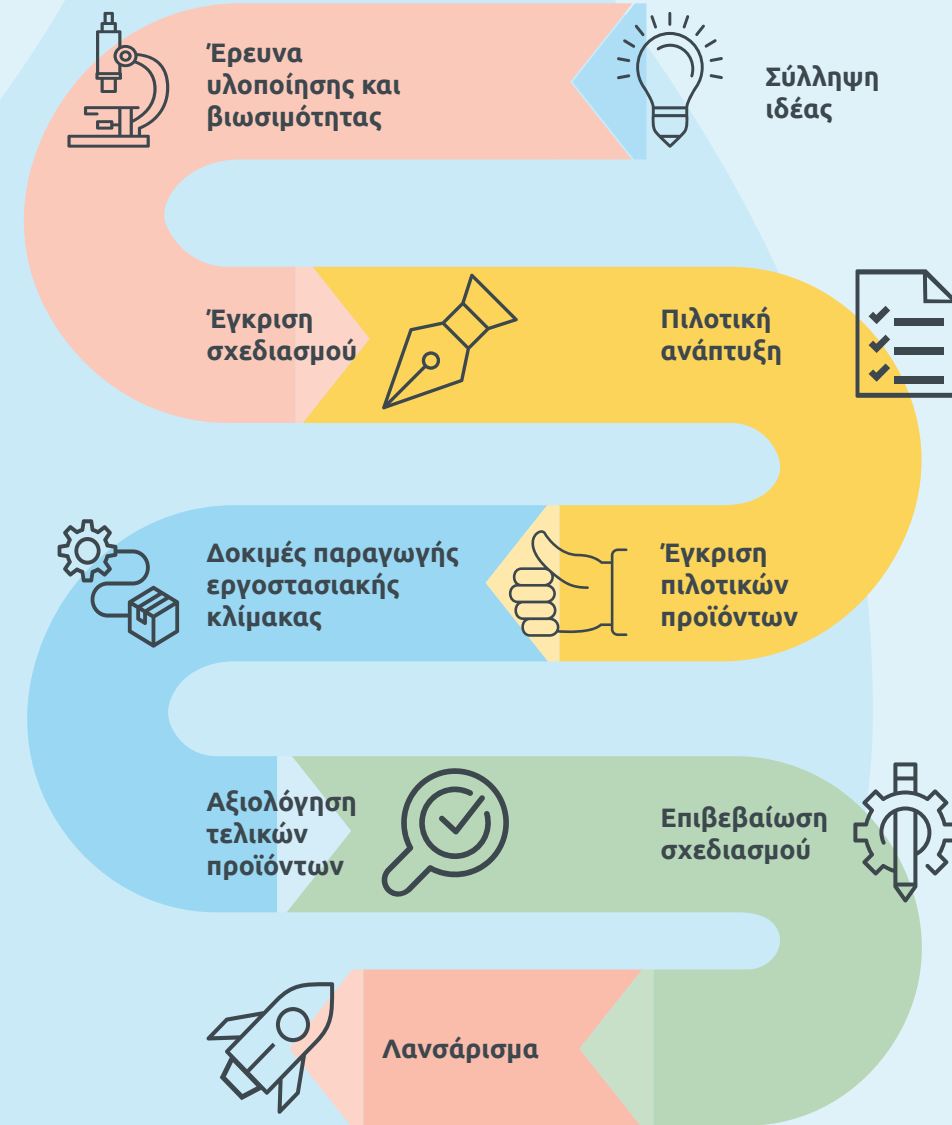 Σύλληψη
ιδέας
Έρευνα
υλοποίησης και
βιωσιμότητας
Έγκριση
σχεδιασμού
Πιλοτική
ανάπτυξη
Έγκριση
πιλοτικών
προϊόντων
Δοκιμές παραγωγής
εργοστασιακής
κλίμακας
Αξιολόγηση
τελικών
προϊόντων
Επιβεβαίωση
σχεδιασμού
Λανσάρισμα